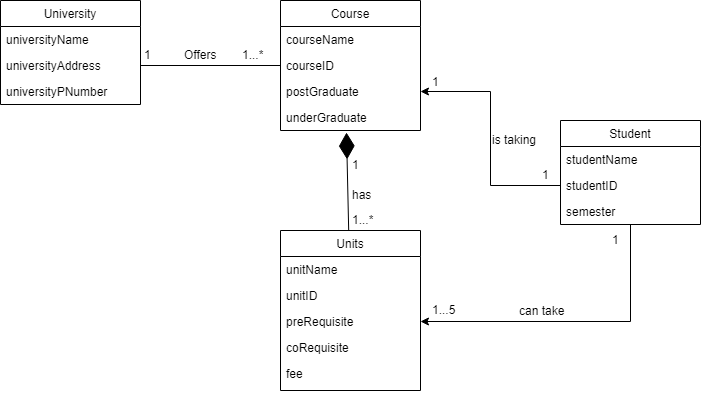 University
universityName
universityAddress
universityPNumber
1 Offers 1...*
Course
courseName
courseID
postGraduate
underGraduate
1
is taking
1
Student
studentName
studentID
semester
1
has
1...*
1
Units
unitName
unitID
preRequisite
coRequisite
fee
1...5 can take